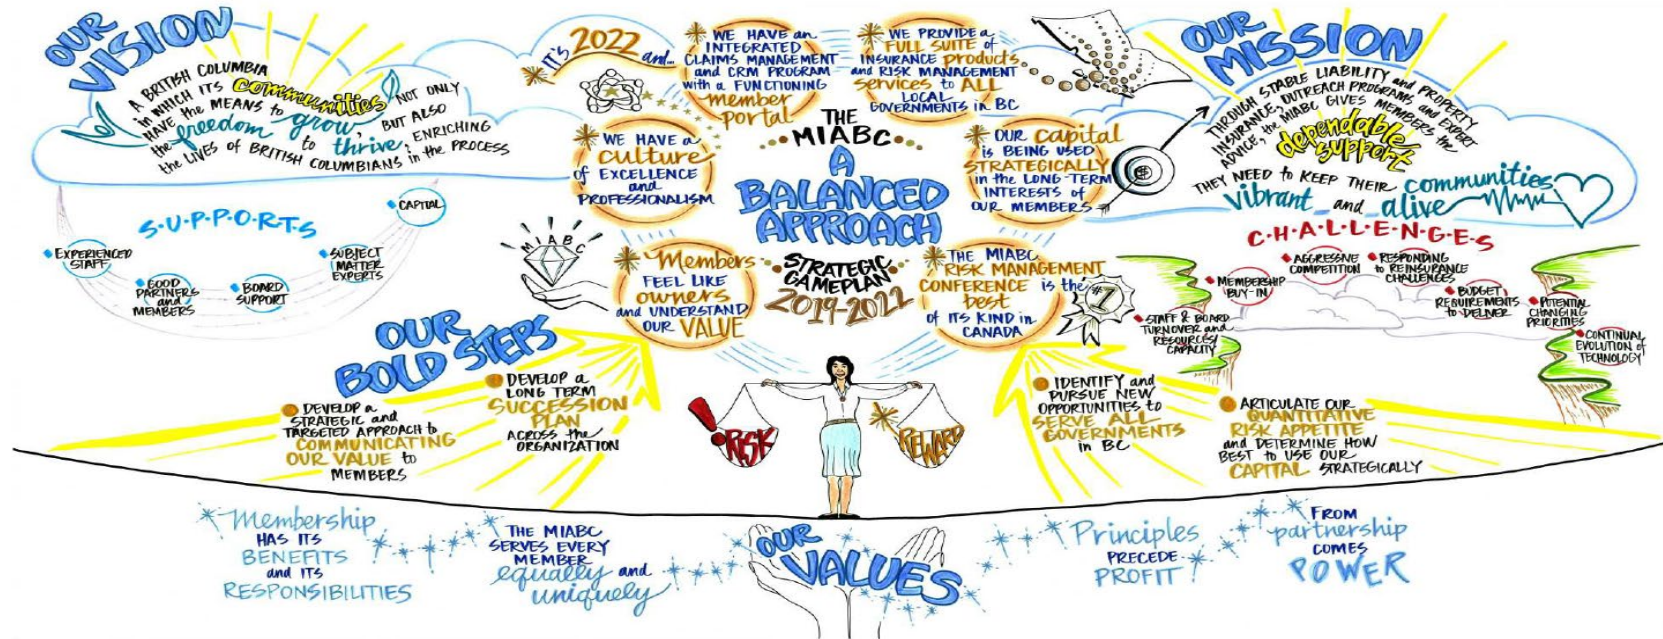 OUR
VISION
A BRITISH COLUMBIA
in WHICH ITS communities
HAVE the MEANS to grow,
the freedom to thrive;
NOT ONLY
BUT ALSO
ENRICHING
the LIVES OF BRITISH COLUMBIANS in the PROCESS
IT'S 2022 and...
WE HAVE an
INTEGRATED
CLAIMS MANAGEMENT
and CRM PROGRAM
with a FUNCTIONING
member
portal
WE PROVIDE a
FULL SUITE of
INSURANCE products
and RISK MANAGEMENT
services to ALL
LOCAL
GOVERNMENTS in BC
WE HAVE a
culture
of EXCELLENCE
and
PROFESSIONALISM
THE
MIABC
A
BALANCED
APPROACH
STRATEGIC
GAMEPLAN
2019-2022
OUR capital
is BEING USED
STRATEGICALLY
in the LONG-TERM
INTERESTS of
OUR MEMBERS
MIABC
Members
FEEL LIKE
owners
and UNDERSTAND
OUR VALUE
THE MIABC
RISK MANAGEMENT
CONFERENCE is the
best
of ITS KIND in
CANADA
#1
$
OUR
MISSION
THROUGH STABLE LIABILITY and PROPERTY
INSURANCE, OUTREACH PROGRAMS and EXPERT
ADVICE, the MIABC GIVES MEMBERS the
dependable
support
THEY NEED to KEEP THEIR communities
vibrant and alive
S·U·P·P·O·R·T·S
EXPERIENCED
STAFF
GOOD
PARTNERS
and
MEMBERS
BOARD
SUPPORT
SUBJECT
MATTER
EXPERTS
CAPITAL
C·H·A·L·L·E·N·G·E·S
STAFF & BOARD
TURNOVER and
RESOURCES/
CAPACITY
MEMBERSHIP
BUY-IN
AGGRESSIVE
COMPETITION
RESPONDING
to REINSURANCE
CHALLENGES
BUDGET
REQUIREMENTS
to DELIVER
POTENTIAL
CHANGING
PRIORITIES
CONTINUAL
EVOLUTION of
TECHNOLOGY
OUR
BOLD STEPS
DEVELOP a
STRATEGIC and
TARGETED APPROACH to
COMMUNICATING
OUR VALUE to
MEMBERS
DEVELOP a
LONG TERM
SUCCESSION
PLAN
ACROSS the
ORGANIZATION
RISK
REWARD
IDENTIFY and
PURSUE NEW
OPPORTUNITIES to
SERVE ALL
GOVERNMENTS
in BC
ARTICULATE OUR
QUANTITATIVE
RISK APPETITE
and DETERMINE HOW
BEST to USE OUR
CAPITAL STRATEGICALLY
Membership
HAS ITS
BENEFITS
and ITS
RESPONSIBILITIES
THE MIABC
SERVES EVERY
MEMBER
equally and
uniquely
OUR
VALUES
Principles
PRECEDE
PROFIT
FROM
partnership
COMES
POWER